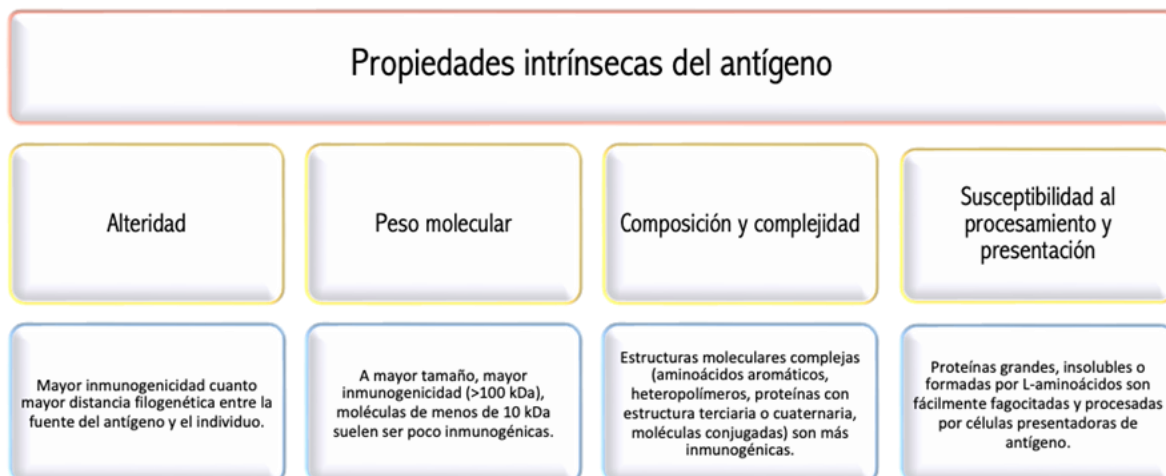 Propiedades intrínsecas del antígeno
Alteridad
Peso molecular
Composición y complejidad
Susceptibilidad al
procesamiento y
presentación
Mayor inmunogenicidad cuanto
mayor distancia filogenética entre la
fuente del antígeno y el individuo.
A mayor tamaño, mayor
inmunogenicidad (>100 kDa),
moléculas de menos de 10 kDa
suelen ser poco inmunogénicas.
Estructuras moleculares complejas
(aminoácidos aromáticos,
heteropolímeros, proteínas con
estructura terciaria o cuaternaria,
moléculas conjugadas) son más
inmunogénicas.
Proteínas grandes, insolubles o
formadas por L-aminoácidos son
fácilmente fagocitadas y procesadas
por células presentadoras de
antígeno.